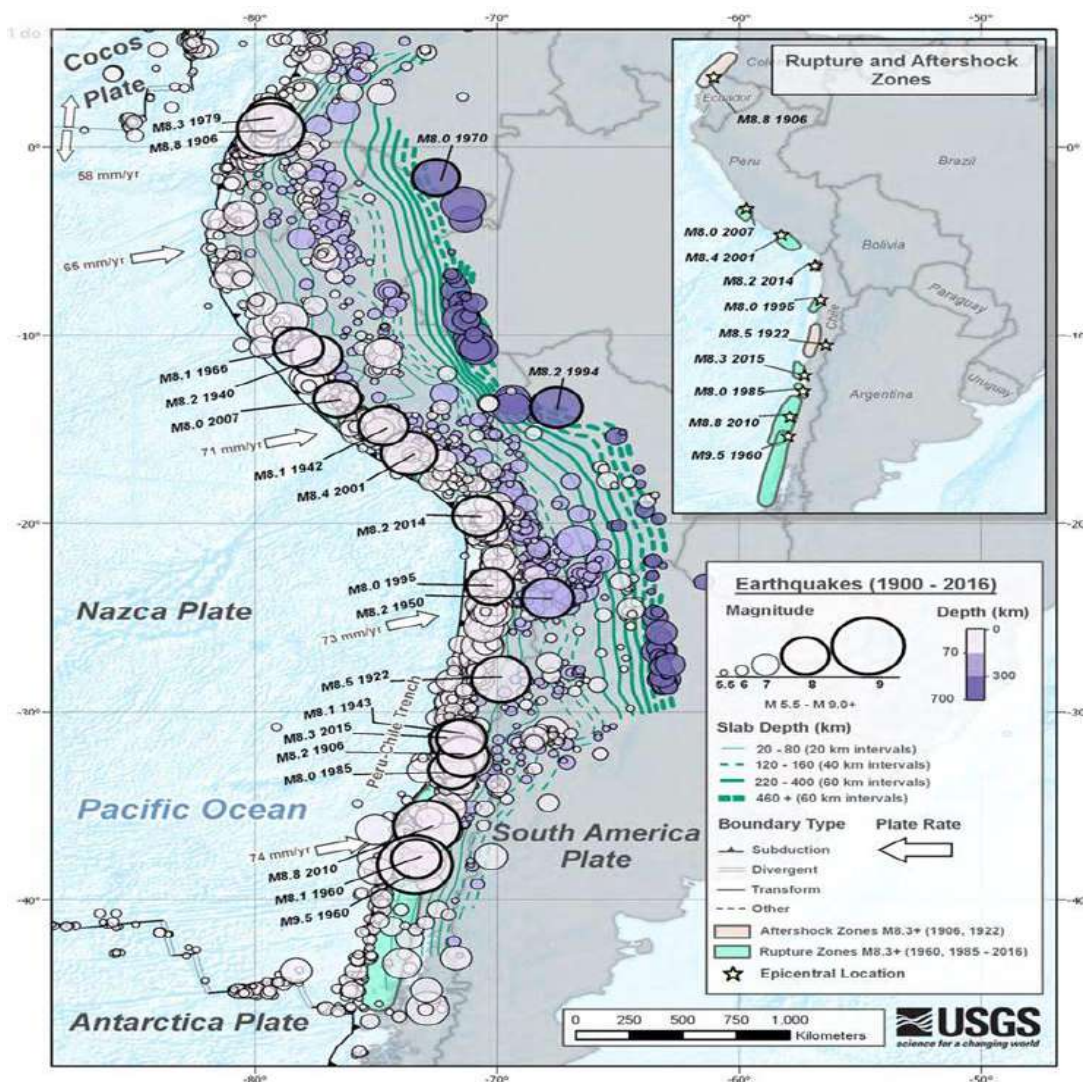 -80°
-70°
-60°
-50°
Cocos
Plate
M8.3 1979
M8.8 1906
0°
58 mm/yr
M8.0 1970
65 mm/yr
-10°
M8.1 1966
M8.2 1940
M8.0 2007
M8.2 1994
71 mm/yr
M8.1 1942
M8.4 2001
-20°
M8.2 2014
M8.0 1995
M8.2 1950
Nazca Plate
73 mm/yr
M8.5 1922
-30°
M8.1 1943
M8.3 2015
M8.2 1906
M8.0 1985
Peru-Chile Trench
Pacific Ocean
South America
Plate
74 mm/yr
M8.8 2010
M8.1 1960
M9.5 1960
-40°
Antarctica Plate
Rupture and Aftershock
Zones
Ecuador
M8.8 1906
0°
Peru
Brazil
M8.0 2007
M8.4 2001
Bolivia
M8.2 2014
Paraguay
M8.0 1995
Chile
-10°
M8.5 1922
M8.3 2015
Uruguay
M8.0 1985
Argentina
M8.8 2010
M9.5 1960
-20°
Earthquakes (1900 - 2016)
Magnitude
Depth (km)
0
70
300
700
5.5 6 7 8 9
M 5.5 - M 9.0+
Slab Depth (km)
20 - 80 (20 km intervals)
120 - 160 (40 km intervals)
220 - 400 (60 km intervals)
460 + (60 km intervals)
-30°
Boundary Type
Plate Rate
Subduction
Divergent
Transform
Other
-40°
Aftershock Zones M8.3+ (1906, 1922)
Rupture Zones M8.3+ (1960, 1985 - 2016)
Epicentral Location
0 250 500 750 1,000
Kilometers
USGS
science for a changing world
-80°
-70°
-60°
-50°